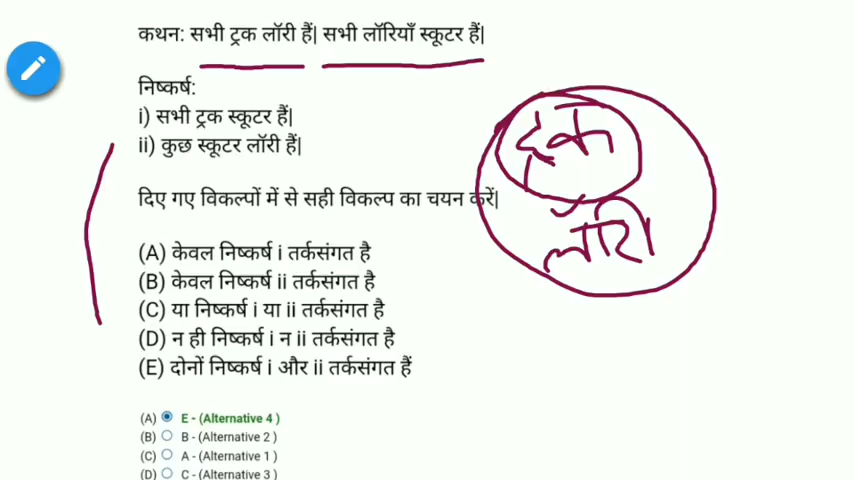 कथन: सभी ट्रक लॉरी हैं| सभी लॉरियाँ स्कूटर हैं|
निष्कर्ष:
i) सभी ट्रक स्कूटर हैं|
ii) कुछ स्कूटर लॉरी हैं|
ट्रक
लॉरी
दिए गए विकल्पों में से सही विकल्प का चयन करें|
(A) केवल निष्कर्ष i तर्कसंगत है
(B) केवल निष्कर्ष ii तर्कसंगत है
(C) या निष्कर्ष i या ii तर्कसंगत है
(D) न ही निष्कर्ष i न ii तर्कसंगत है
(E) दोनों निष्कर्ष i और ii तर्कसंगत हैं
(A) E - (Alternative 4 )
(B) B - (Alternative 2 )
(C) A - (Alternative 1 )
(D) C - (Alternative 3 )